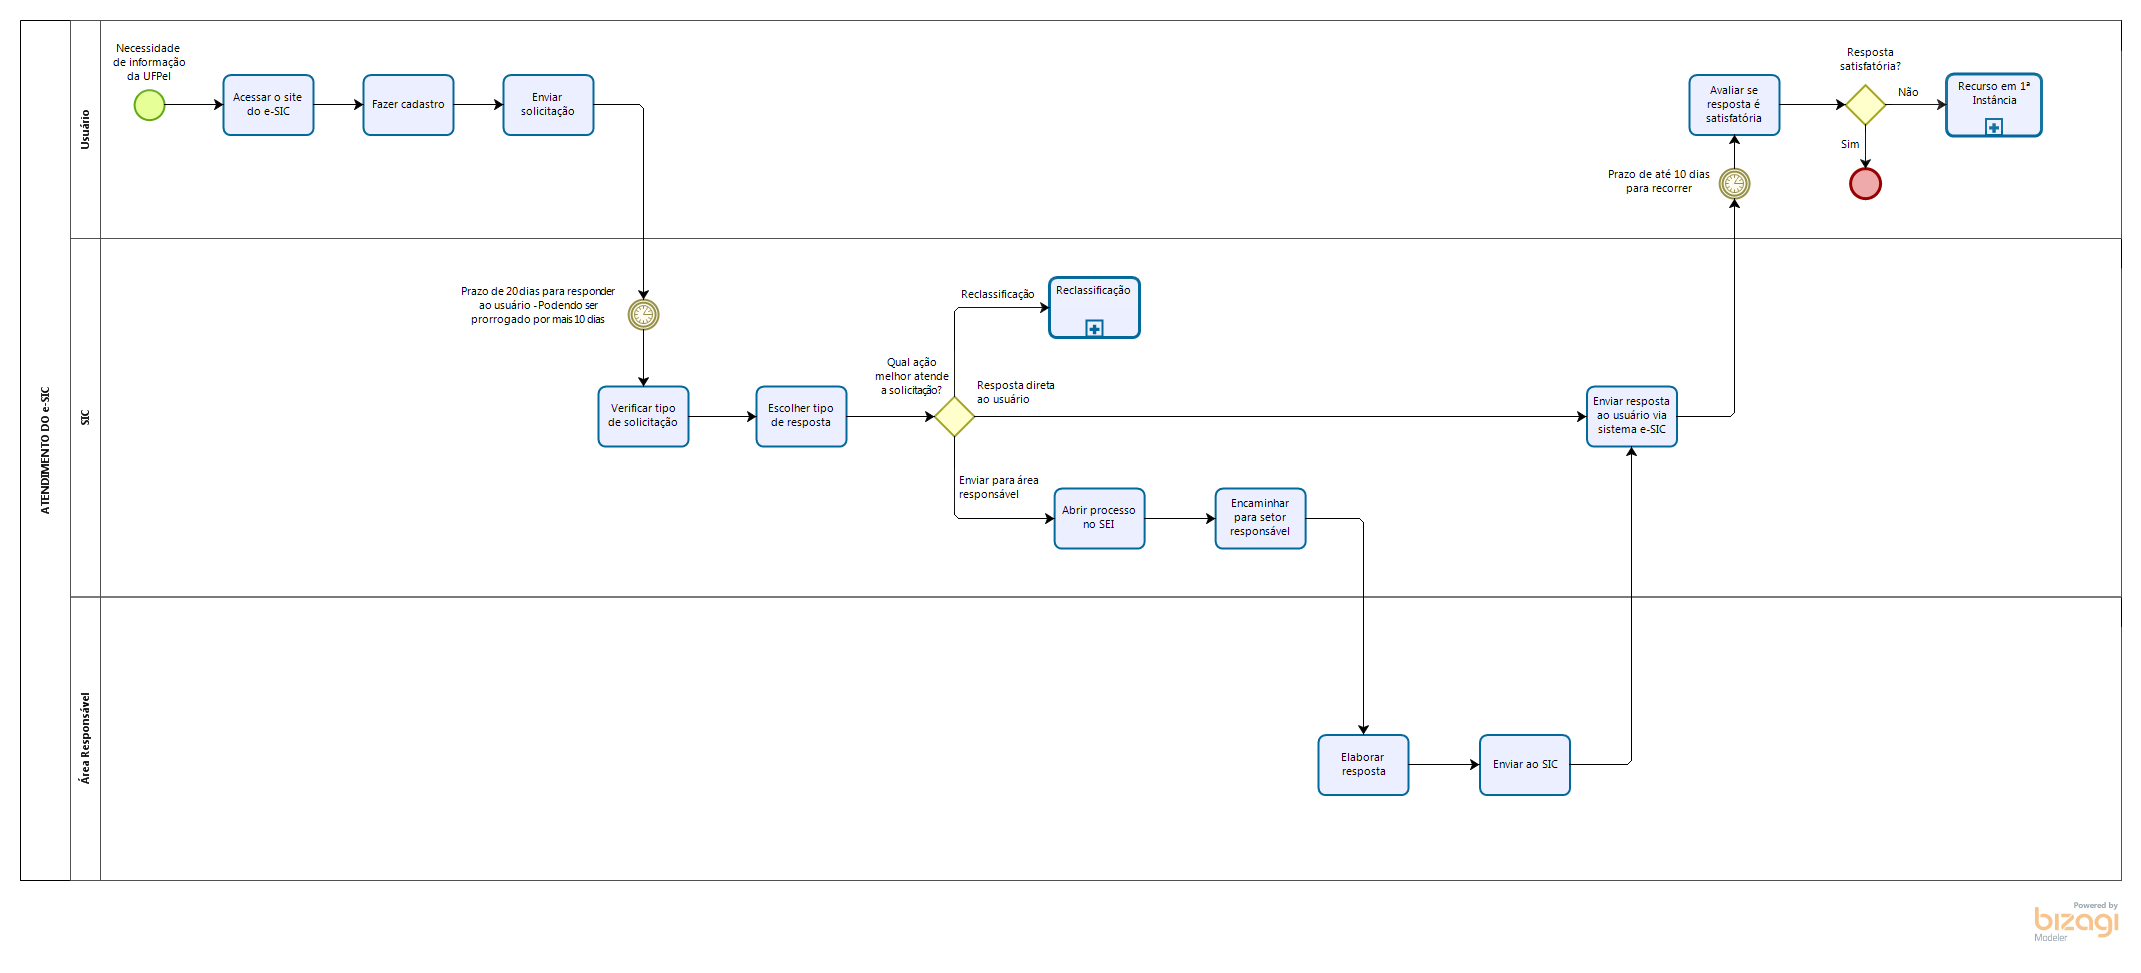 ATENDIMENTO DO e-SIC
Usuário
Necessidade
de informação
da UFPel
Acessar o site
do e-SIC
Fazer cadastro
Enviar
solicitação
Avaliar se
resposta é
satisfatória
Resposta
satisfatória?
Não
Sim
Recurso em 1ª
Instância
Prazo de até 10 dias
para recorrer
SIC
Prazo de 20 dias para responder
ao usuário - Podendo ser
prorrogado por mais 10 dias
Verificar tipo
de solicitação
Escolher tipo
de resposta
Qual ação
melhor atende
a solicitação?
Reclassificação
Reclassificação
Resposta direta
ao usuário
Enviar para área
responsável
Abrir processo
no SEI
Encaminhar
para setor
responsável
Enviar resposta
ao usuário via
sistema e-SIC
Área Responsável
Elaborar
resposta
Enviar ao SIC
Powered by
bizagi
Modeler